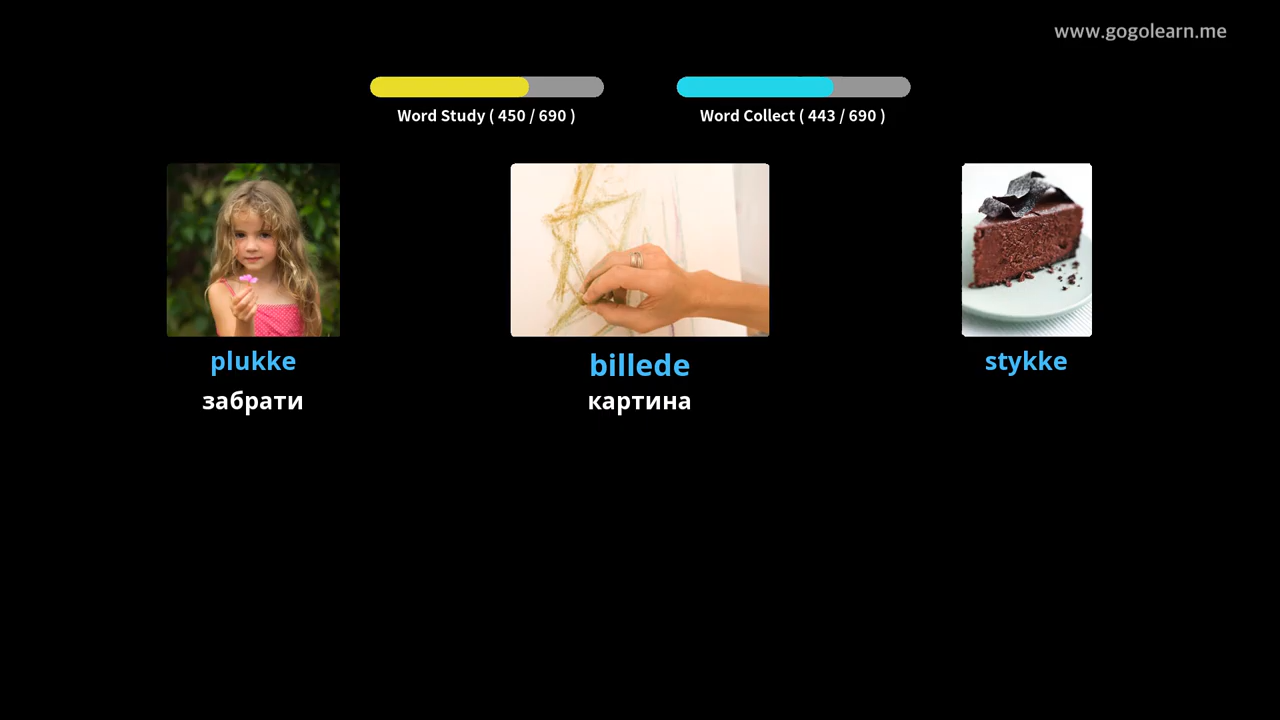 www.gogolearn.me
Word Study ( 450 / 690 )
Word Collect ( 443 / 690 )
plukke
billede
stykke
забрати
картина